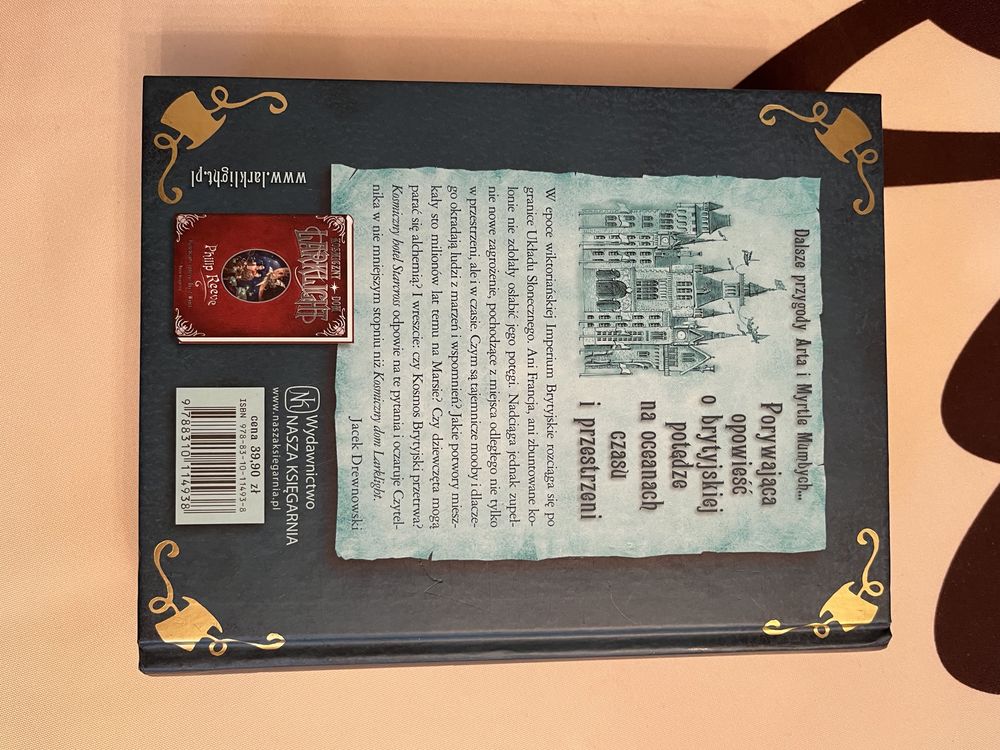 Dalsze przygody Arta i Myrtle Mumbych...
Porywająca
opowieść
o brytyjskiej
potędze
na oceanach
czasu
i przestrzeni
W epoce wiktoriańskiej Imperium Brytyjskie rozciąga się po
granice Układu Słonecznego. Ani Francja, ani zbuntowane ko-
lonie nie zdołały osłabić jego potęgi. Nadciąga jednak zupeł-
nie nowe zagrożenie, pochodzące z miejsca odległego nie tylko
w przestrzeni, ale i w czasie. Czym są tajemnicze mooby i dlacze-
go okradają ludzi z marzeń i wspomnień? Jakie potwory miesz-
kały sto milionów lat temu na Marsie? Czy dziewczęta mogą
parać się alchemią? I wreszcie: czy Kosmos Brytyjski przetrwa?
Kosmiczny hotel Starcross odpowie na te pytania i oczaruje Czytel-
nika w nie mniejszym stopniu niż Kosmiczny dom Larklight.
Jacek Drewnowski
KOSMICZNY DOM
LARKLIGHT
Philip Reeve
www.larklight.pl
Wydawnictwo
NK NASZA KSIĘGARNIA
www.naszaksiegarnia.pl
cena 39,90 zł
ISBN 978-83-10-11493-8
9 788310 114938